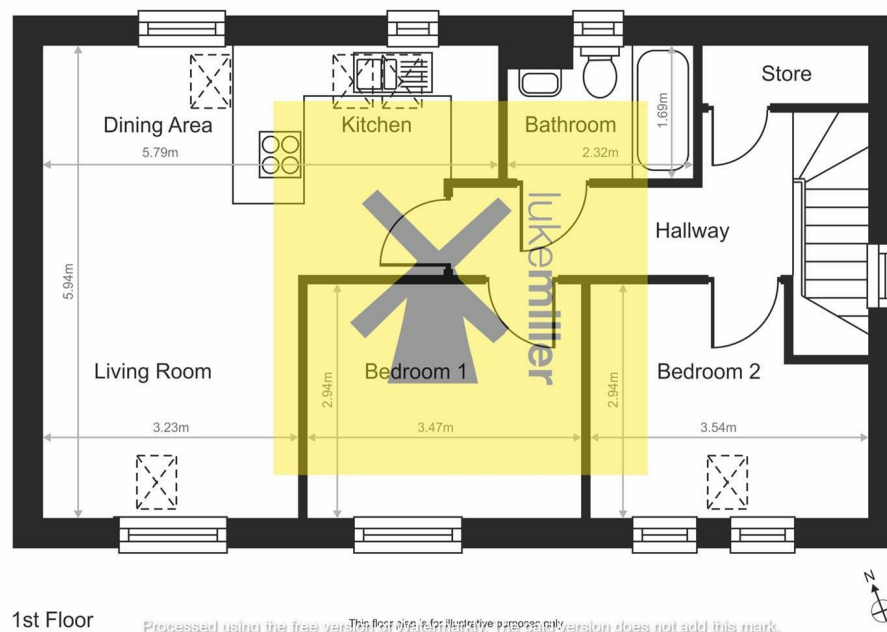 Store
Dining Area
Kitchen
Bathroom
5.79m
2.32m
1.69m
Hallway
lukemiller
5.94m
Living Room
Bedroom 1
Bedroom 2
2.94m
2.94m
3.23m
3.47m
3.54m
N
1st Floor
This floor plan is for illustrative purposes only
Processed using the free version of Watermarkly. The paid version does not add this mark.